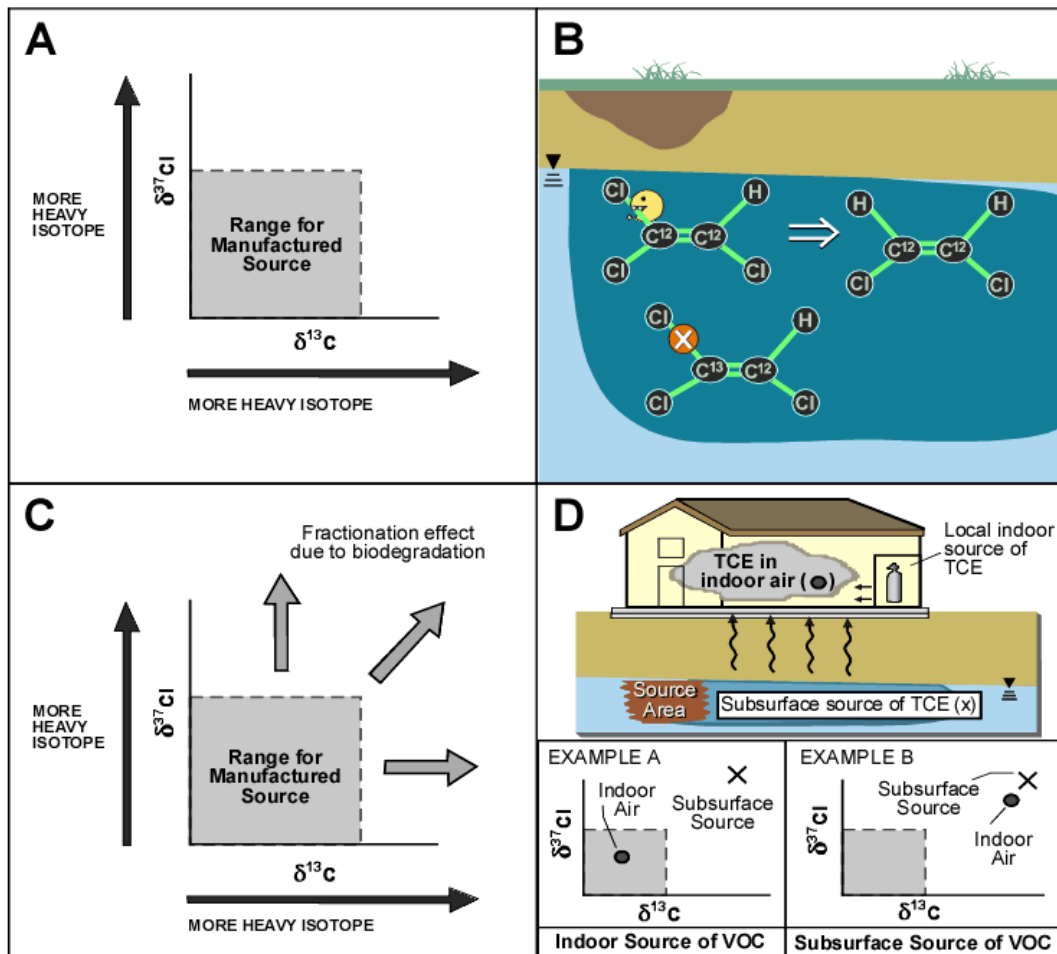 A
δ³⁷Cl
MORE
HEAVY
ISOTOPE
Range for
Manufactured
Source
δ¹³C
MORE HEAVY ISOTOPE
B
Cl
H
C¹²
C¹²
Cl
Cl
H
H
C¹²
C¹²
Cl
Cl
Cl
X
H
C¹³
C¹²
Cl
Cl
C
Fractionation effect
due to biodegradation
δ³⁷Cl
MORE
HEAVY
ISOTOPE
Range for
Manufactured
Source
δ¹³C
MORE HEAVY ISOTOPE
D
TCE in
indoor air ( )
Local indoor
source of
TCE
Source
Area
Subsurface source of TCE (x)
EXAMPLE A
Indoor
Air
Subsurface
Source
δ³⁷Cl
δ¹³C
Indoor Source of VOC
EXAMPLE B
Subsurface
Source
Indoor
Air
δ³⁷Cl
δ¹³C
Subsurface Source of VOC